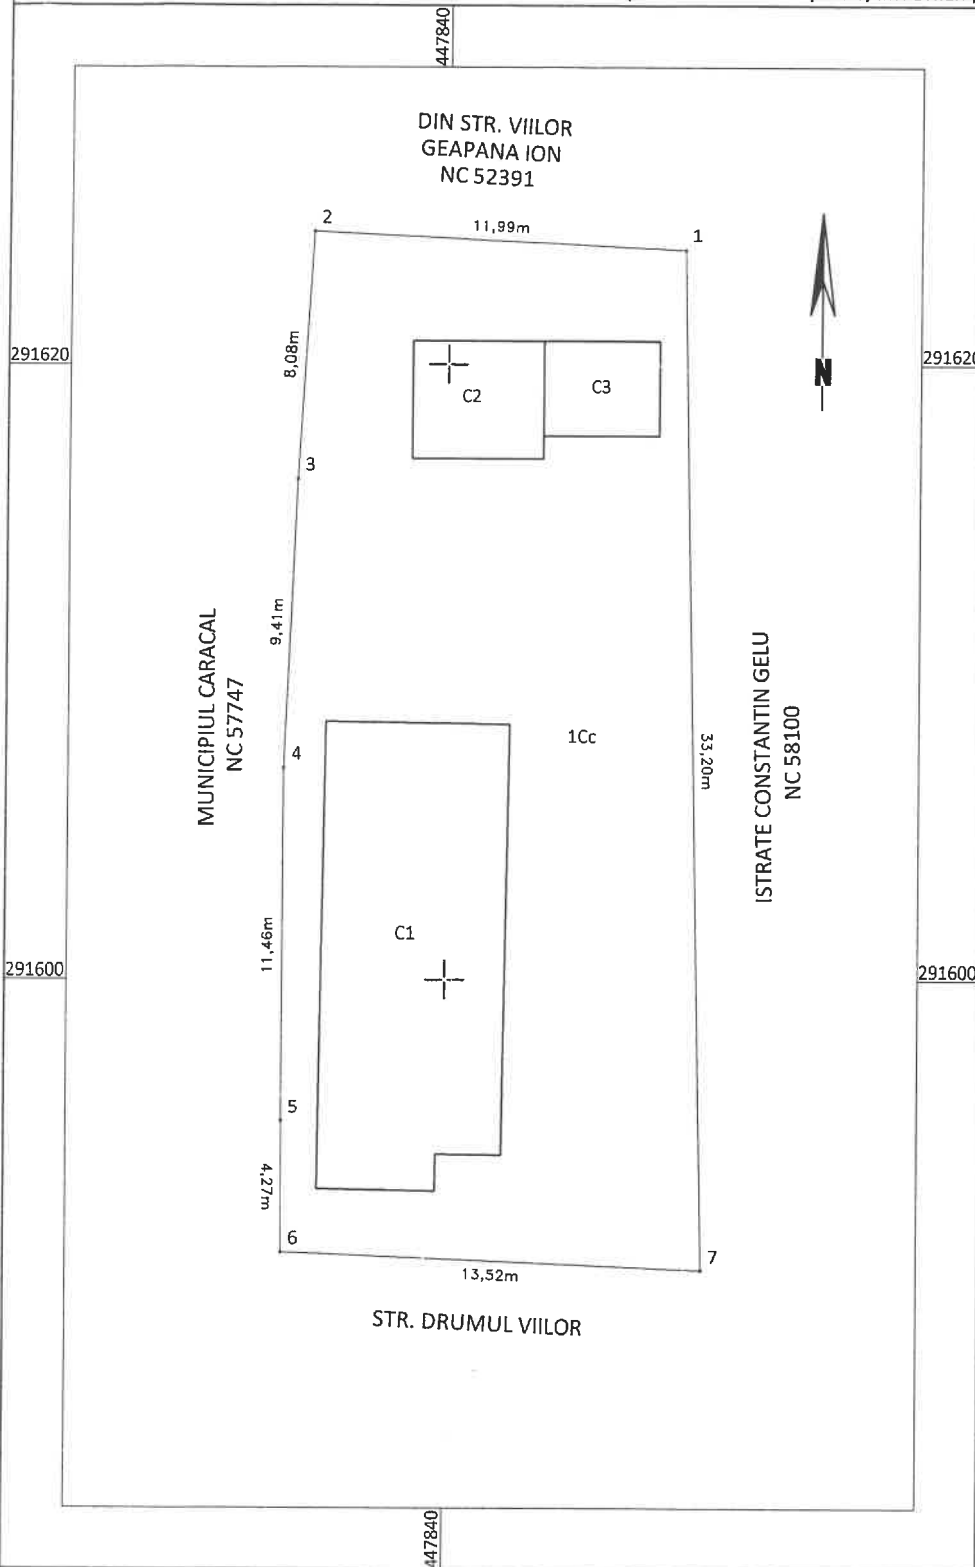 447840
DIN STR. VIILOR
GEAPANA ION
NC 52391
2
11,99m
1
8,08m
291620
291620
C2
C3
N
3
9,41m
MUNICIPIUL CARACAL
NC 57747
4
1Cc
33,20m
ISTRATE CONSTANTIN GELU
NC 58100
C1
11,46m
291600
291600
5
4,27m
6
7
13,52m
STR. DRUMUL VIILOR
447840